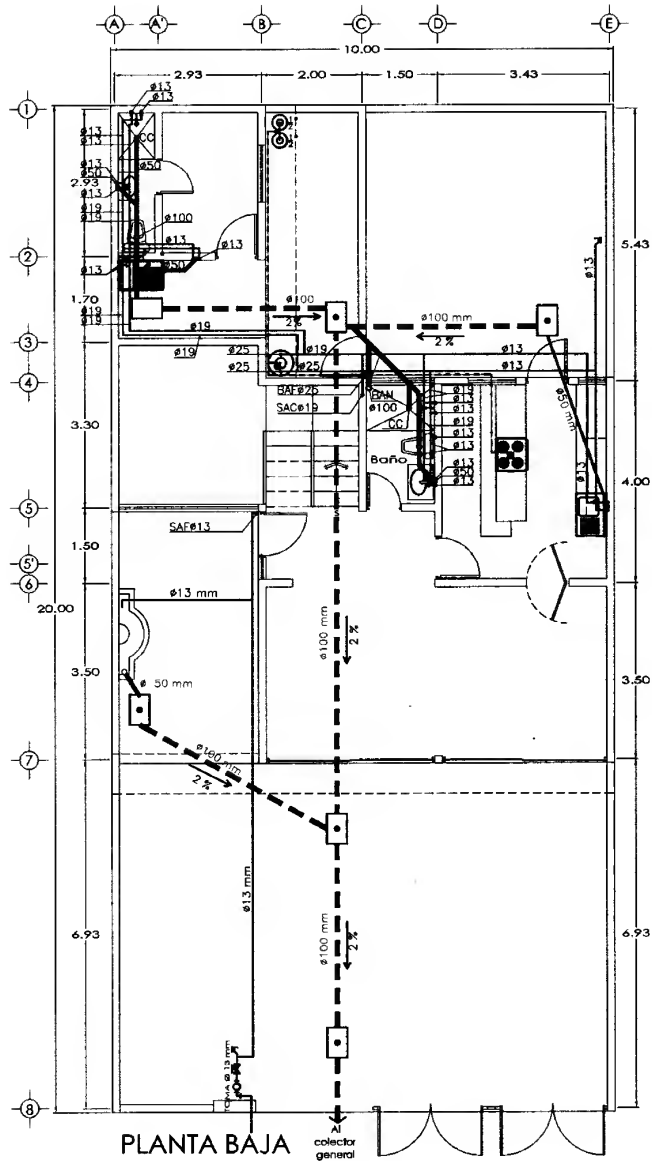 A A' B C D E
10.00
2.93 2.00 1.50 3.43
1
ø13
ø13
ø13
ø13
CC
ø13
ø50
ø50
2.93
ø13
ø19
ø19
ø100
ø13
ø13
2
ø13
ø50
5.43
ø13
1.70
ø19
ø19
ø100
2%
ø100 mm
2%
3
ø19
ø19
ø13
ø25
ø25
ø13
4
BAFø25
SACø19
BAN
ø100
CC
ø19
ø13
ø19
ø13
ø13
ø50 mm
3.30
Baño
ø13
ø50
ø13
ø13
4.00
5
SAFø13
1.50
5'
6
20.00
ø13 mm
ø100 mm
2%
3.50
3.50
ø 50 mm
ø100 mm
2%
7
ø13 mm
6.93
6.93
ø100 mm
2%
TOMA ø 13 mm
8
PLANTA BAJA
Al
colector
general